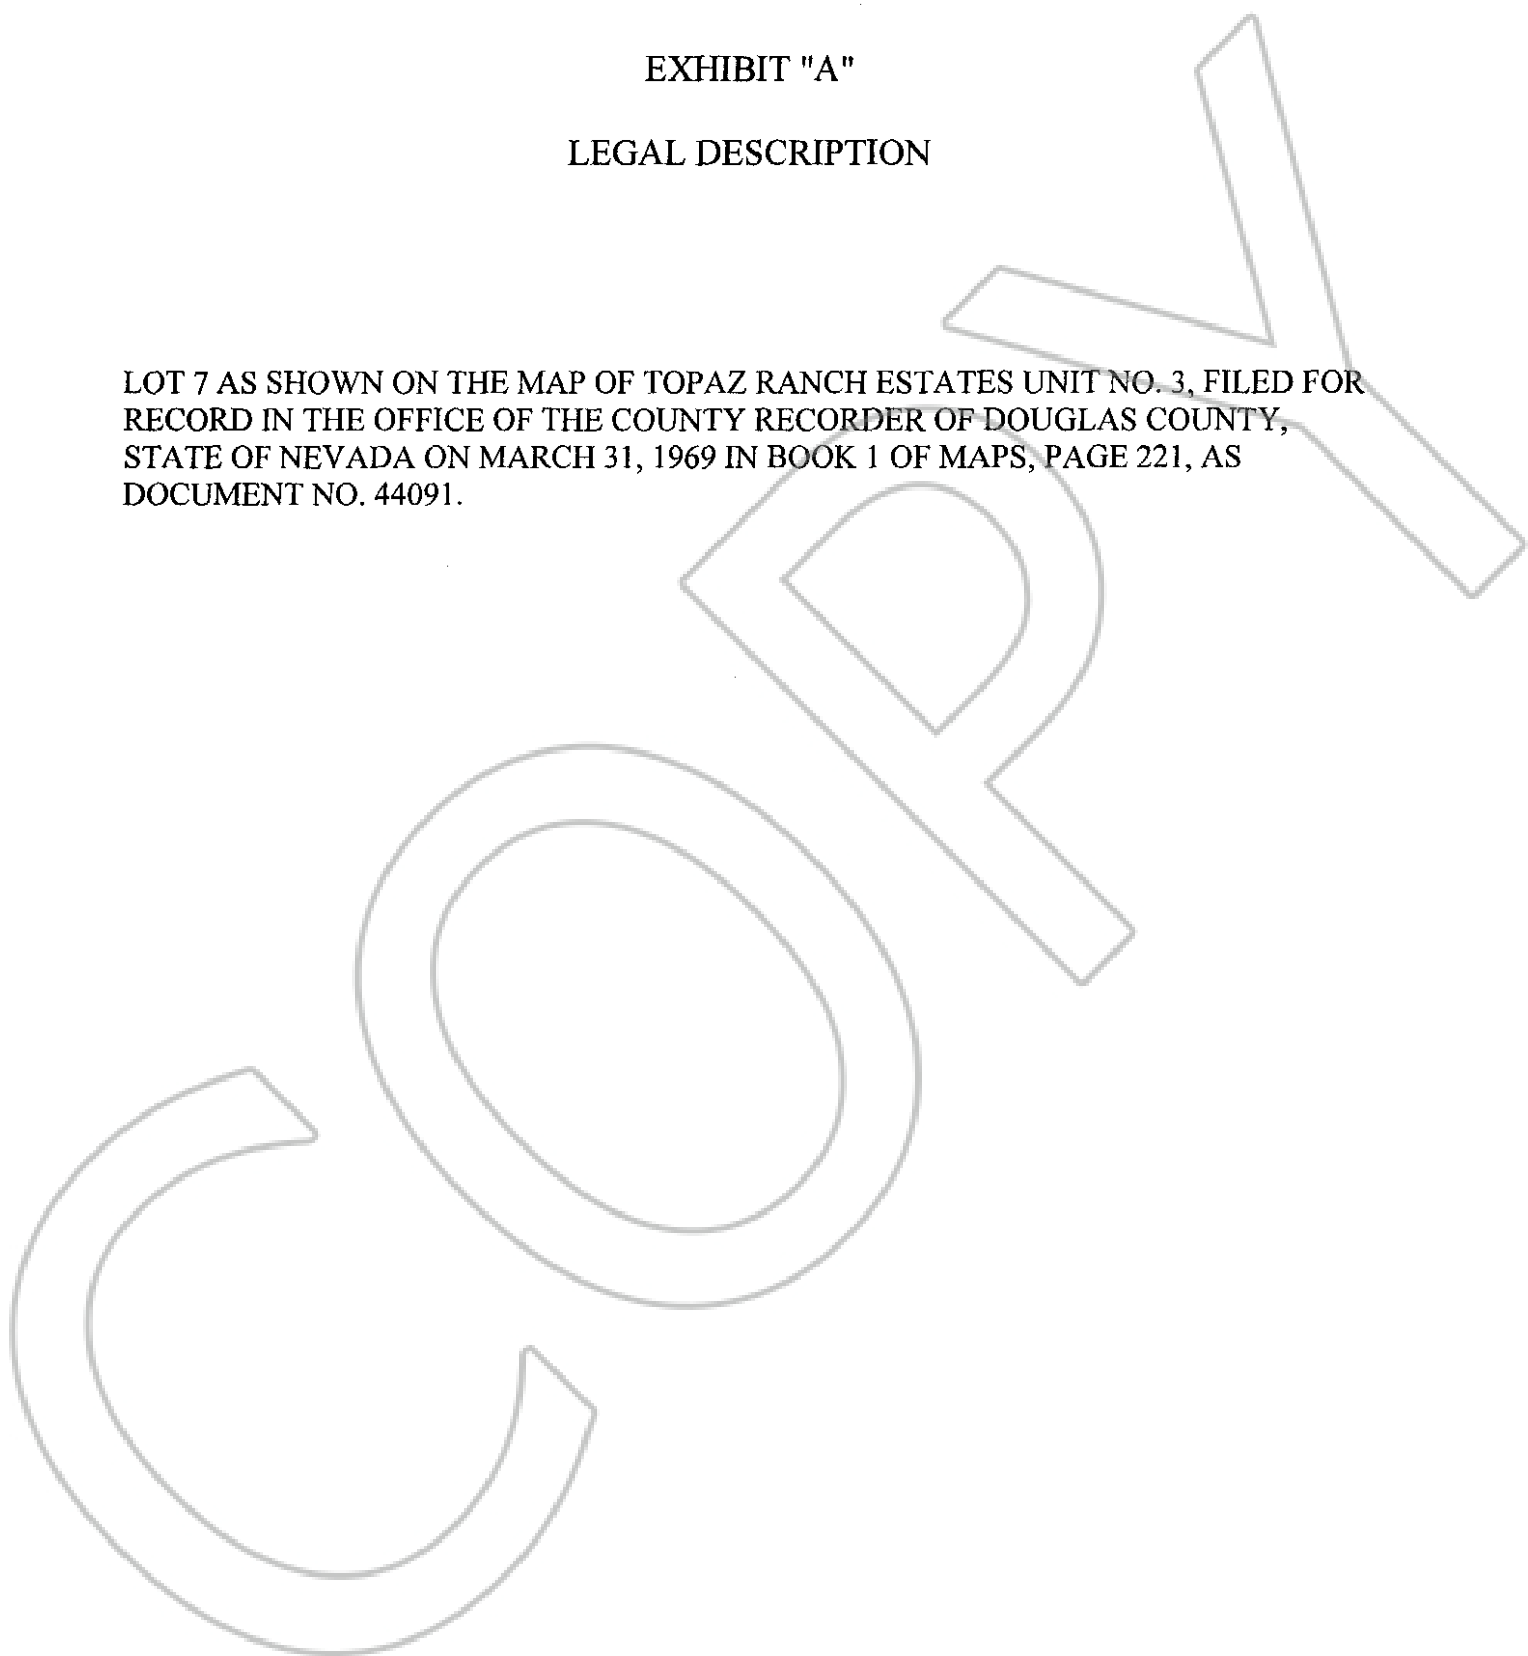 EXHIBIT "A"
LEGAL DESCRIPTION
LOT 7 AS SHOWN ON THE MAP OF TOPAZ RANCH ESTATES UNIT NO. 3, FILED FOR
RECORD IN THE OFFICE OF THE COUNTY RECORDER OF DOUGLAS COUNTY,
STATE OF NEVADA ON MARCH 31, 1969 IN BOOK 1 OF MAPS, PAGE 221, AS
DOCUMENT NO. 44091.
COPY